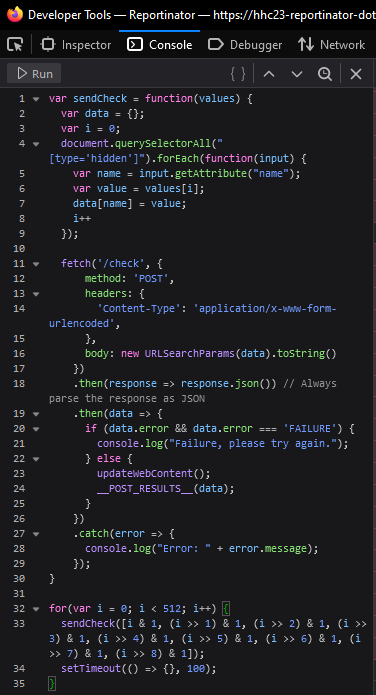 Developer Tools — Reportinator — https://hhc23-reportinator-dot
Inspector Console Debugger Network
Run { }
1 var sendCheck = function(values) {
2 var data = {};
3 var i = 0;
4 document.querySelectorAll("
[type='hidden']").forEach(function(input) {
5 var name = input.getAttribute("name");
6 var value = values[i];
7 data[name] = value;
8 i++
9 });
10
11 fetch('/check', {
12 method: 'POST',
13 headers: {
14 'Content-Type': 'application/x-www-form-
urlencoded',
15 },
16 body: new URLSearchParams(data).toString()
17 })
18 .then(response => response.json()) // Always
parse the response as JSON
19 .then(data => {
20 if (data.error && data.error === 'FAILURE') {
21 console.log("Failure, please try again.");
22 } else {
23 updateWebContent();
24 __POST_RESULTS__(data);
25 }
26 })
27 .catch(error => {
28 console.log("Error: " + error.message);
29 });
30 }
31
32 for(var i = 0; i < 512; i++) {
33 sendCheck([i & 1, (i >> 1) & 1, (i >> 2) & 1, (i >>
3) & 1, (i >> 4) & 1, (i >> 5) & 1, (i >> 6) & 1, (i
>> 7) & 1, (i >> 8) & 1]);
34 setTimeout(() => {}, 100);
35 }